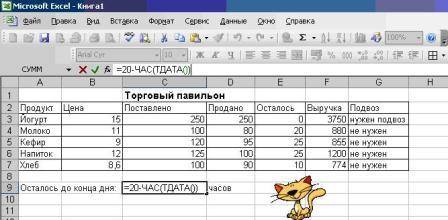 Microsoft Excel - Книга1
Файл Правка Вид Вставка Формат Сервис Данные Окно Справка
100%
Arial Cyr 10 Ж К Ч
СУММ =20-ЧАС(ТДАТА())
A B C D E F G H
1 Торговый павильон
2 Продукт Цена Поставлено Продано Осталось Выручка Подвоз
3 Йогурт 15 250 250 0 3750 нужен подвоз
4 Молоко 11 100 80 20 880 не нужен
5 Кефир 9 120 95 25 855 не нужен
6 Напиток 12 125 100 25 1200 не нужен
7 Хлеб 8,6 100 90 10 774 не нужен
8
9 Осталось до конца дня: =20-ЧАС(ТДАТА()) часов
10